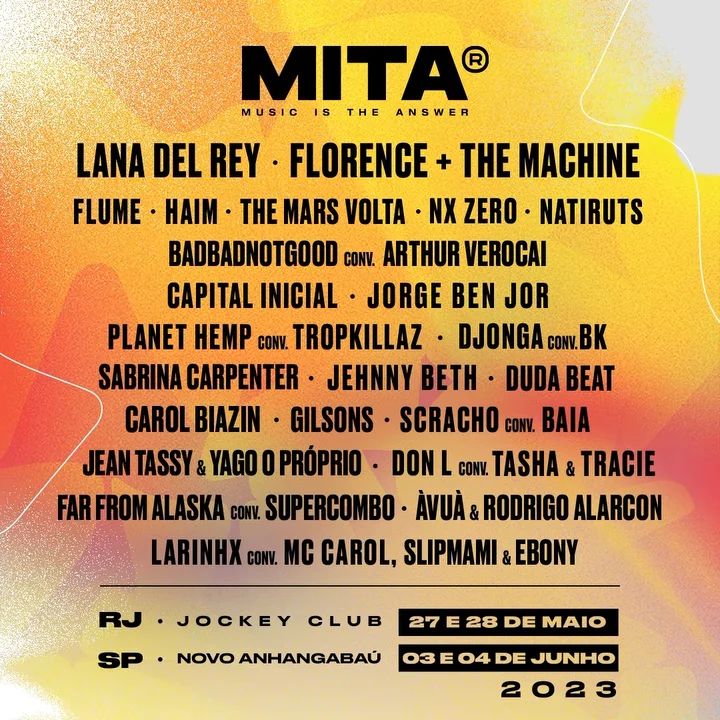 MITA®
MUSIC IS THE ANSWER
LANA DEL REY · FLORENCE + THE MACHINE
FLUME · HAIM · THE MARS VOLTA · NX ZERO · NATIRUTS
BADBADNOTGOOD CONV. ARTHUR VEROCAI
CAPITAL INICIAL · JORGE BEN JOR
PLANET HEMP CONV. TROPKILLAZ · DJONGA CONV. BK
SABRINA CARPENTER · JEHNNY BETH · DUDA BEAT
CAROL BIAZIN · GILSONS · SCRACHO CONV. BAIA
JEAN TASSY & YAGO O PRÓPRIO · DON L CONV. TASHA & TRACIE
FAR FROM ALASKA CONV. SUPERCOMBO · ÀVUÀ & RODRIGO ALARCON
LARINHX CONV. MC CAROL, SLIPMAMI & EBONY
RJ · JOCKEY CLUB 27 E 28 DE MAIO
SP · NOVO ANHANGABAÚ 03 E 04 DE JUNHO
2023